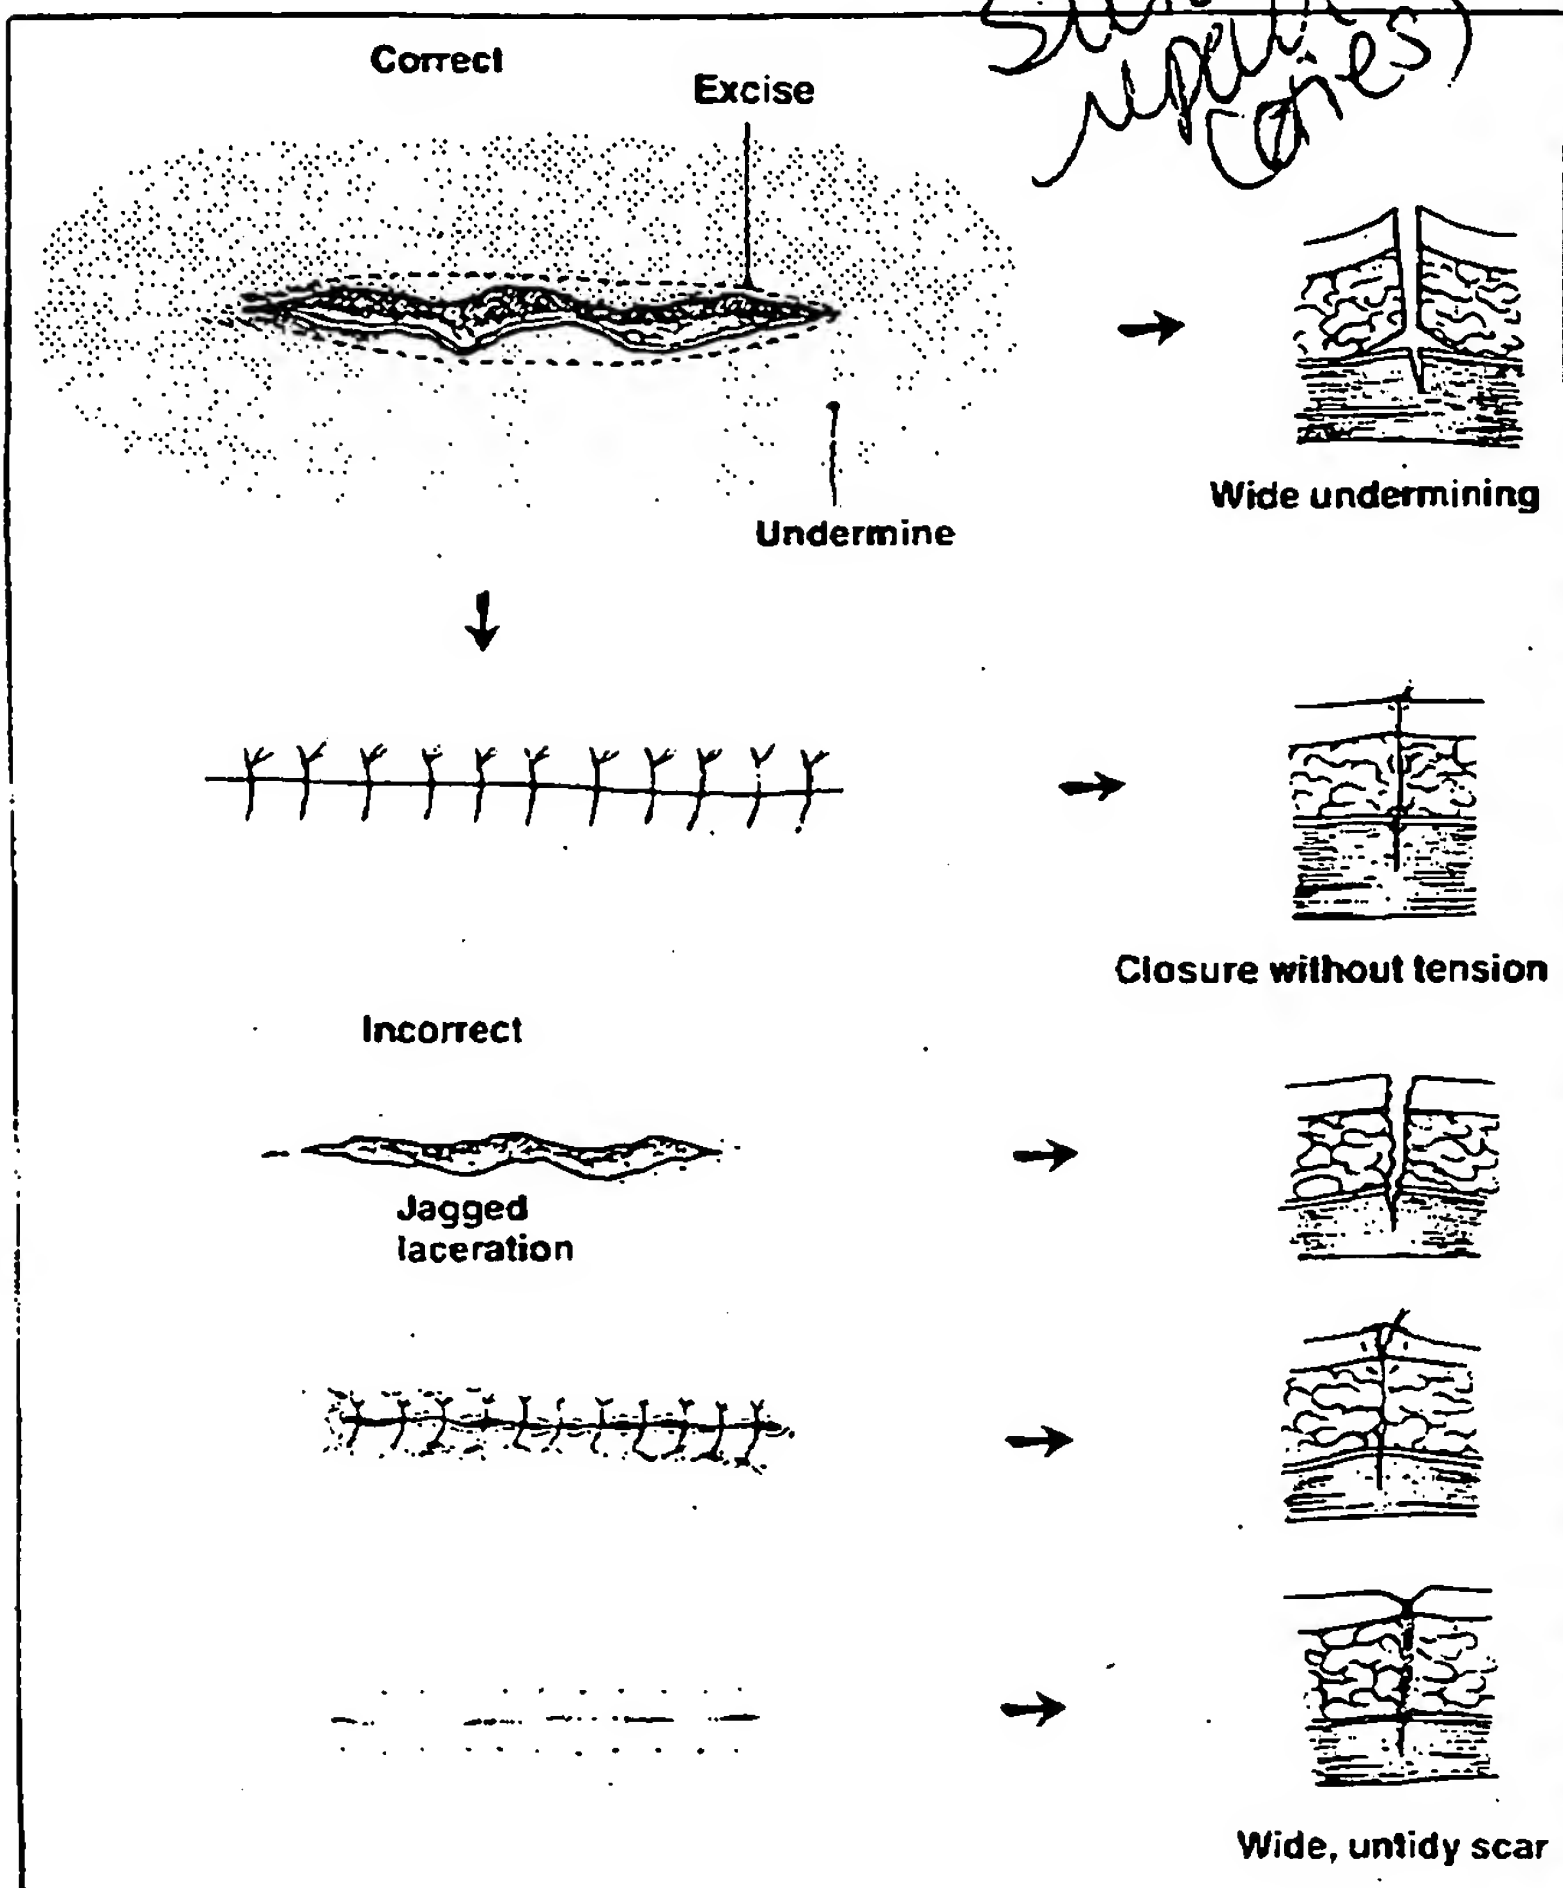 Correct
Excise
Wide undermining
Undermine
Closure without tension
Incorrect
Jagged
laceration
Wide, untidy scar